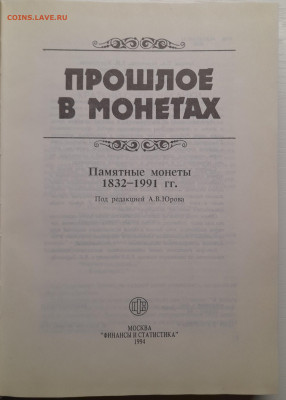 COINS.LAVE.RU
ПРОШЛОЕ
В МОНЕТАХ
Памятные монеты
1832–1991 гг.
Под редакцией А.В.Юрова
МОСКВА
"ФИНАНСЫ И СТАТИСТИКА"
1994